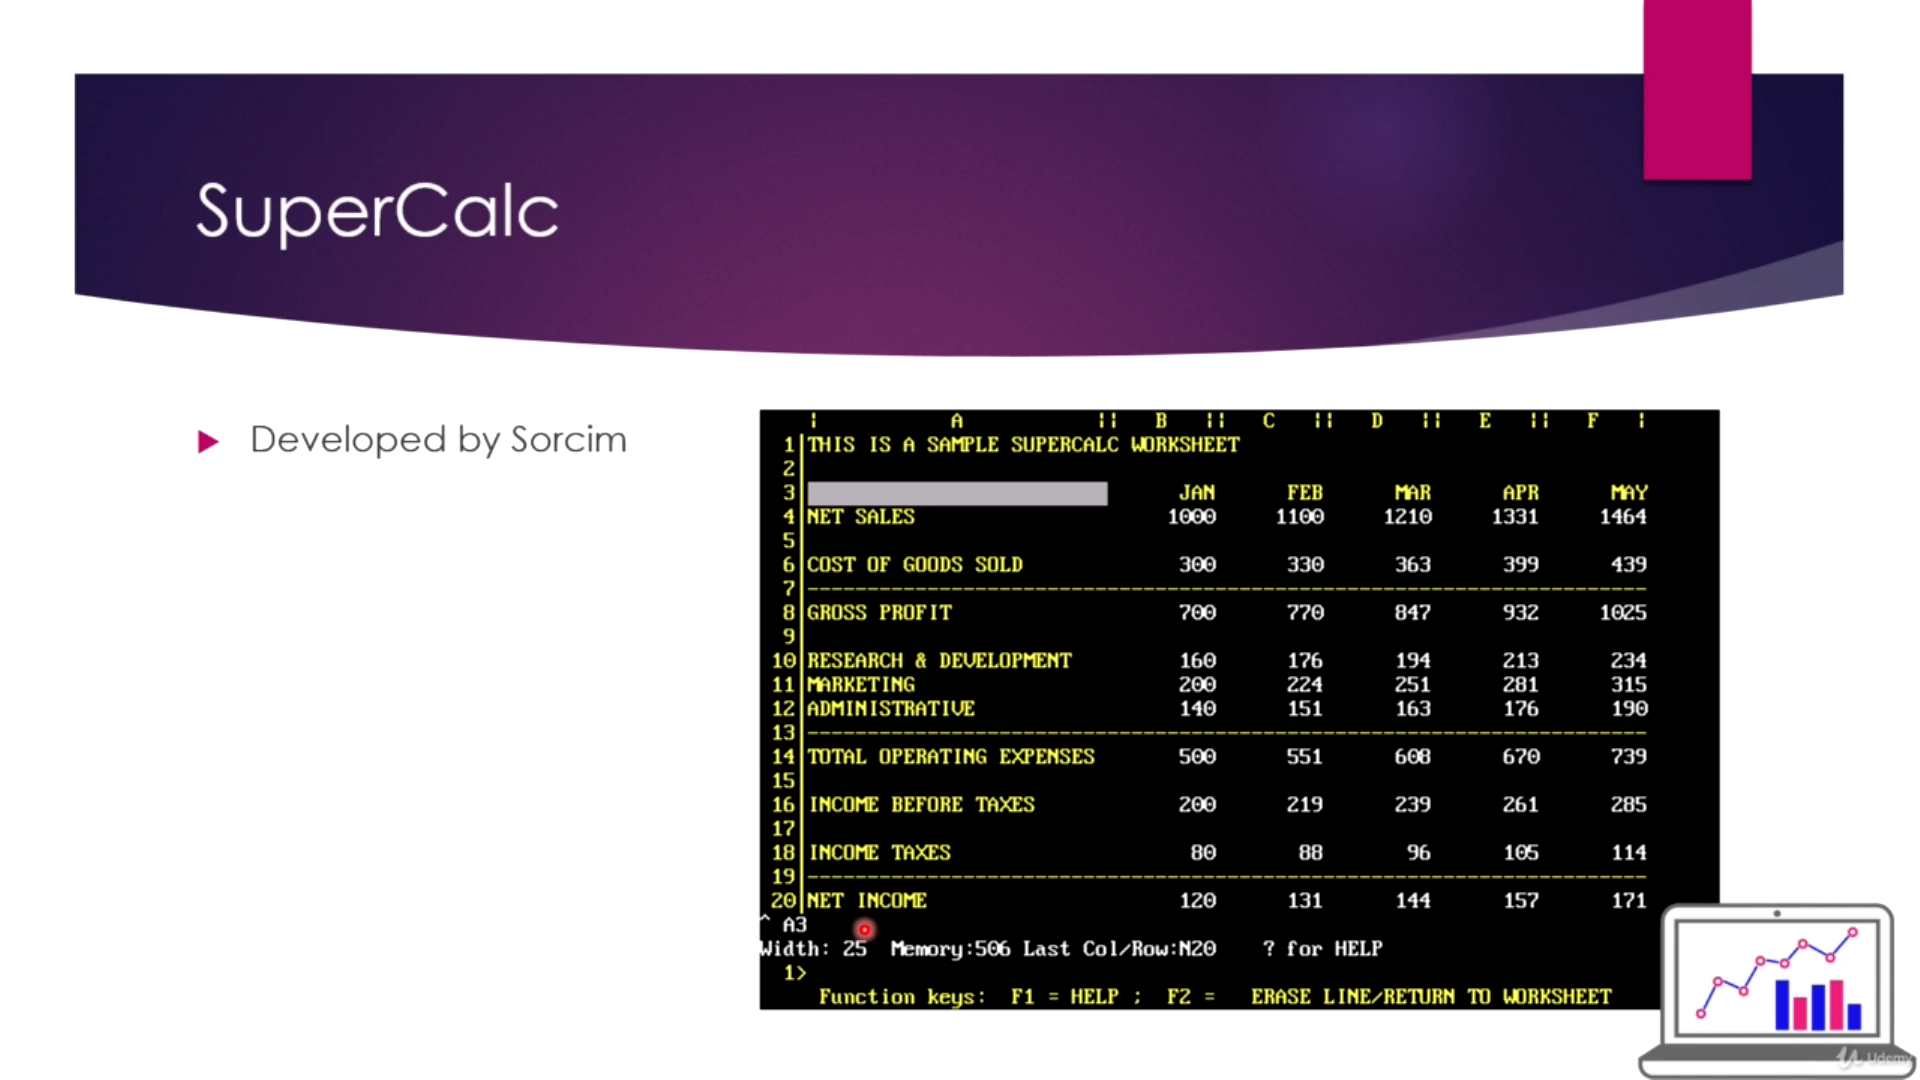 SuperCalc
Developed by Sorcim
A B C D E F
1 THIS IS A SAMPLE SUPERCALC WORKSHEET
2
3 JAN FEB MAR APR MAY
4 NET SALES 1000 1100 1210 1331 1464
5
6 COST OF GOODS SOLD 300 330 363 399 439
7 ----------------------------------------------------------------------
8 GROSS PROFIT 700 770 847 932 1025
9
10 RESEARCH & DEVELOPMENT 160 176 194 213 234
11 MARKETING 200 224 251 281 315
12 ADMINISTRATIVE 140 151 163 176 190
13 ----------------------------------------------------------------------
14 TOTAL OPERATING EXPENSES 500 551 608 670 739
15
16 INCOME BEFORE TAXES 200 219 239 261 285
17
18 INCOME TAXES 80 88 96 105 114
19 ----------------------------------------------------------------------
20 NET INCOME 120 131 144 157 171
^ A3
Width: 25 Memory:506 Last Col/Row:N20 ? for HELP
1>
Function keys: F1 = HELP ; F2 = ERASE LINE/RETURN TO WORKSHEET
Udemy